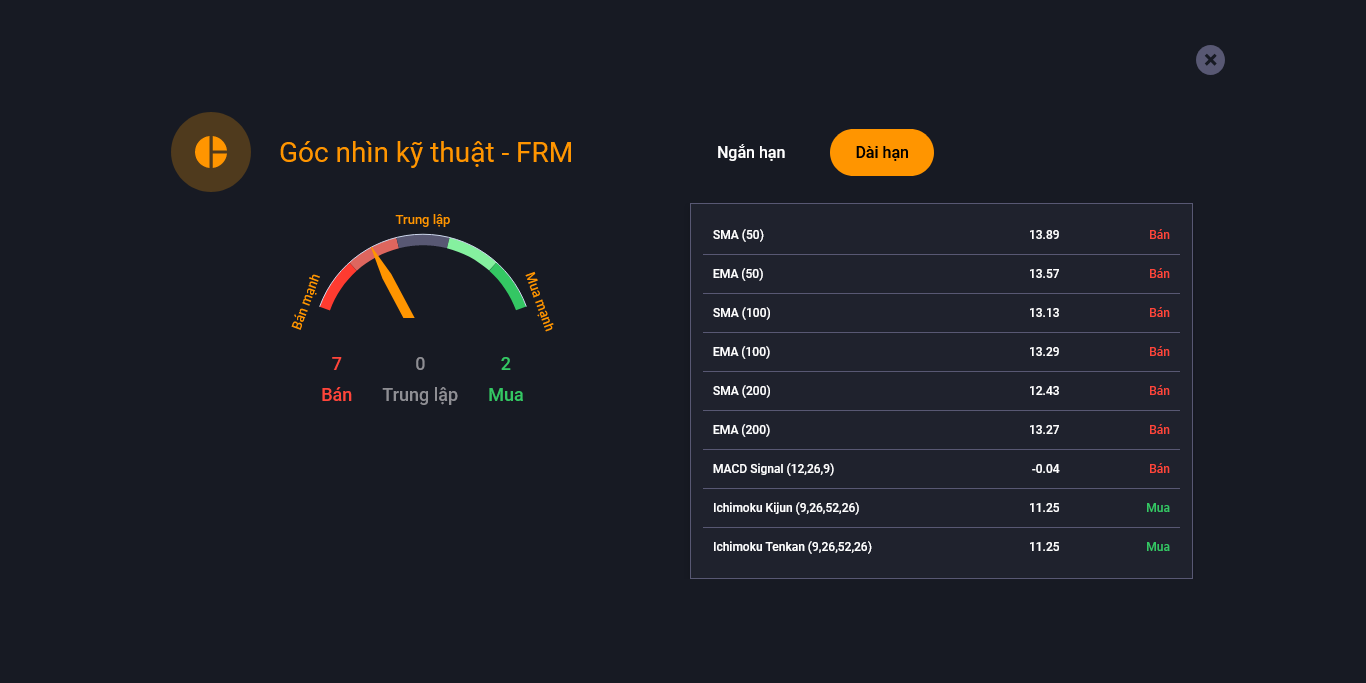 Góc nhìn kỹ thuật - FRM
Ngắn hạn
Dài hạn
Trung lập
Bán mạnh
Mua mạnh
7 0 2
Bán Trung lập Mua
SMA (50) 13.89 Bán
EMA (50) 13.57 Bán
SMA (100) 13.13 Bán
EMA (100) 13.29 Bán
SMA (200) 12.43 Bán
EMA (200) 13.27 Bán
MACD Signal (12,26,9) -0.04 Bán
Ichimoku Kijun (9,26,52,26) 11.25 Mua
Ichimoku Tenkan (9,26,52,26) 11.25 Mua